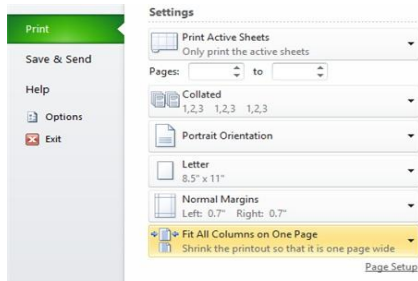 Print
Save & Send
Help
Options
Exit
Settings
Print Active Sheets
Only print the active sheets
Pages: to
Collated
1,2,3 1,2,3 1,2,3
Portrait Orientation
Letter
8.5" x 11"
Normal Margins
Left: 0.7" Right: 0.7"
Fit All Columns on One Page
Shrink the printout so that it is one page wide
Page Setup